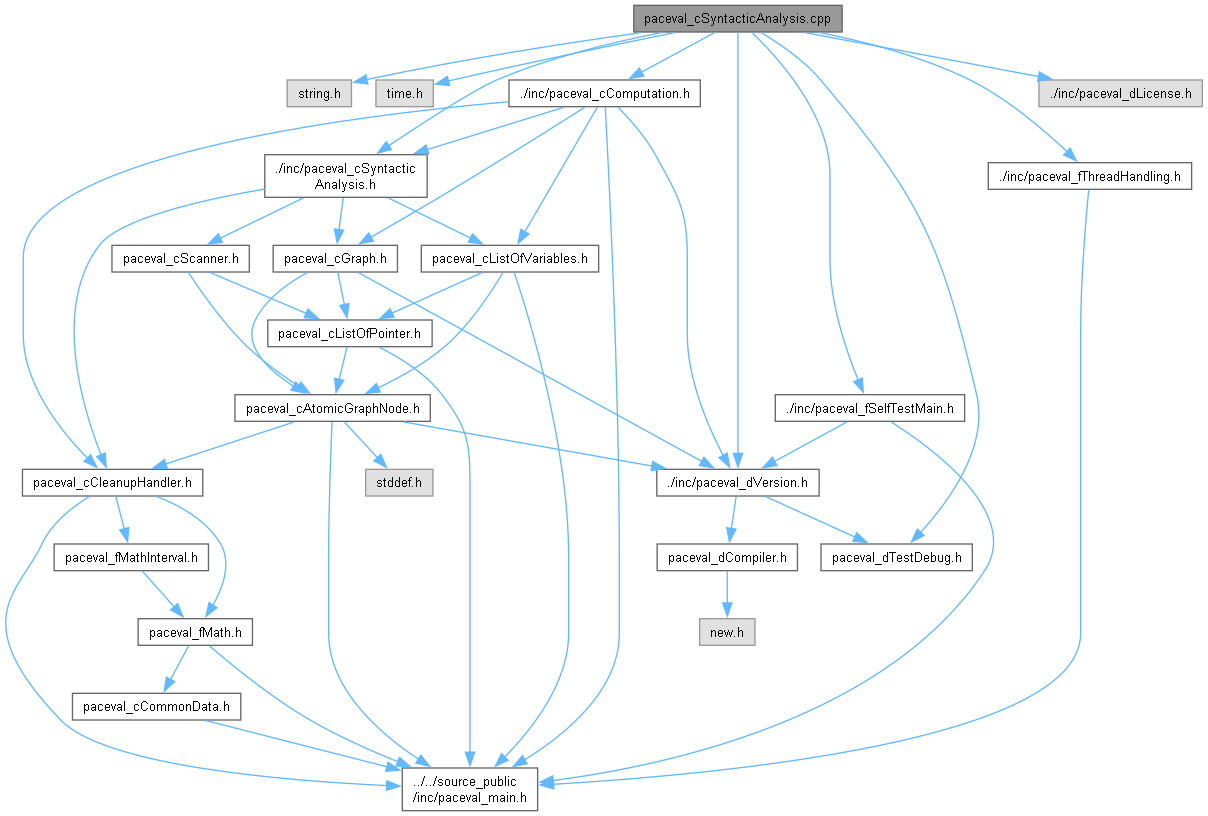 paceval_cSyntacticAnalysis.cpp
string.h
time.h
./inc/paceval_cComputation.h
./inc/paceval_dLicense.h
./inc/paceval_cSyntactic
Analysis.h
./inc/paceval_fThreadHandling.h
paceval_cScanner.h
paceval_cGraph.h
paceval_cListOfVariables.h
paceval_cListOfPointer.h
paceval_cAtomicGraphNode.h
./inc/paceval_fSelfTestMain.h
paceval_cCleanupHandler.h
stddef.h
./inc/paceval_dVersion.h
paceval_fMathInterval.h
paceval_dCompiler.h
paceval_dTestDebug.h
paceval_fMath.h
new.h
paceval_cCommonData.h
../../source_public
/inc/paceval_main.h